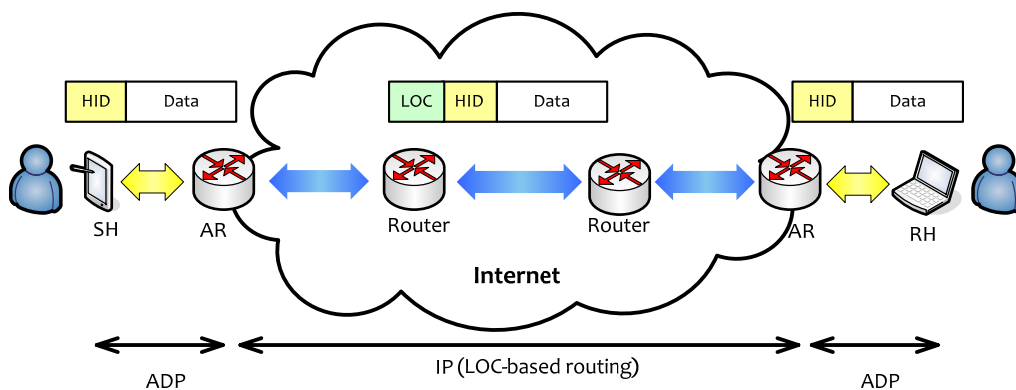 HID Data
LOC HID Data
HID Data
SH
AR
Router
Router
AR
RH
Internet
ADP
IP (LOC-based routing)
ADP